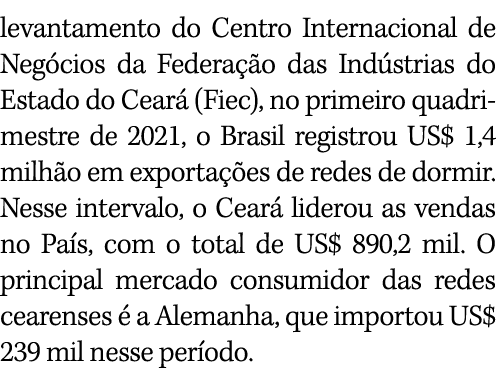 levantamento do Centro Internacional de
Negócios da Federação das Indústrias do
Estado do Ceará (Fiec), no primeiro quadri-
mestre de 2021, o Brasil registrou US$ 1,4
milhão em exportações de redes de dormir.
Nesse intervalo, o Ceará liderou as vendas
no País, com o total de US$ 890,2 mil. O
principal mercado consumidor das redes
cearenses é a Alemanha, que importou US$
239 mil nesse período.